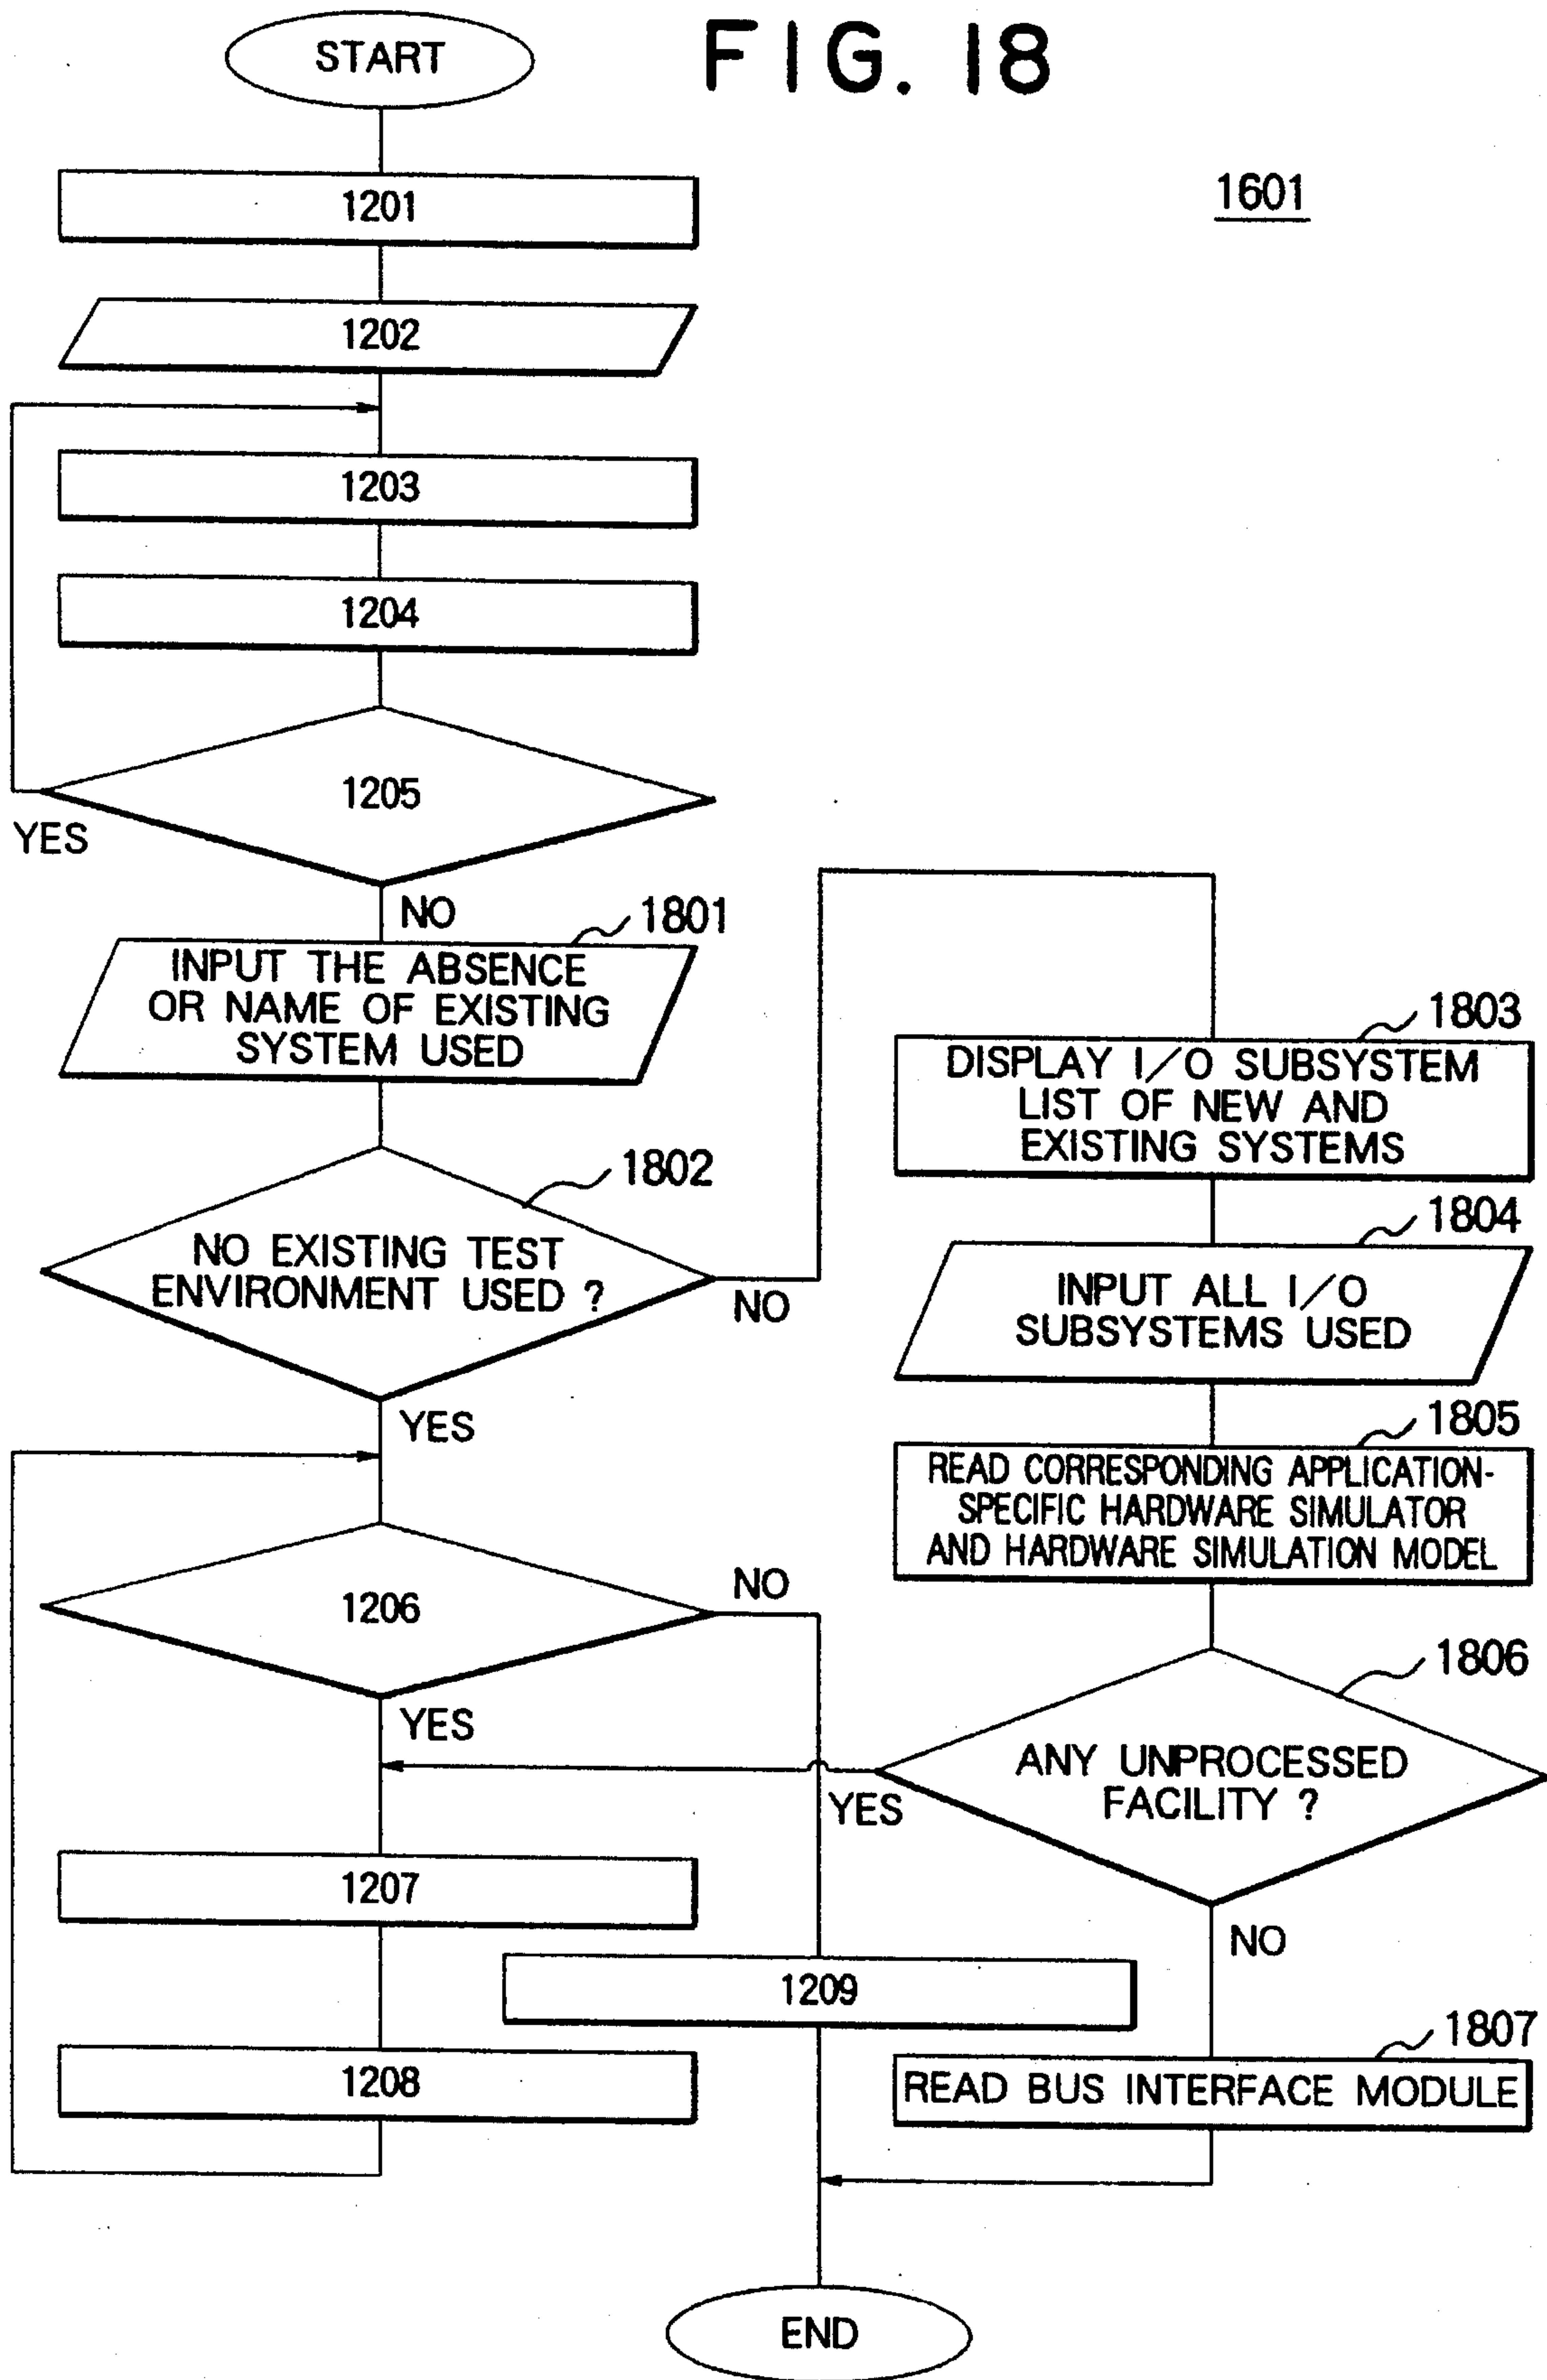 START
FIG. 18
1601
1201
1202
1203
1204
1205
YES
NO
1801
INPUT THE ABSENCE
OR NAME OF EXISTING
SYSTEM USED
1802
NO EXISTING TEST
ENVIRONMENT USED ?
NO
YES
1803
DISPLAY I/O SUBSYSTEM
LIST OF NEW AND
EXISTING SYSTEMS
1804
INPUT ALL I/O
SUBSYSTEMS USED
1805
READ CORRESPONDING APPLICATION-
SPECIFIC HARDWARE SIMULATOR
AND HARDWARE SIMULATION MODEL
1206
NO
YES
1806
ANY UNPROCESSED
FACILITY ?
YES
NO
1207
1209
1208
1807
READ BUS INTERFACE MODULE
END